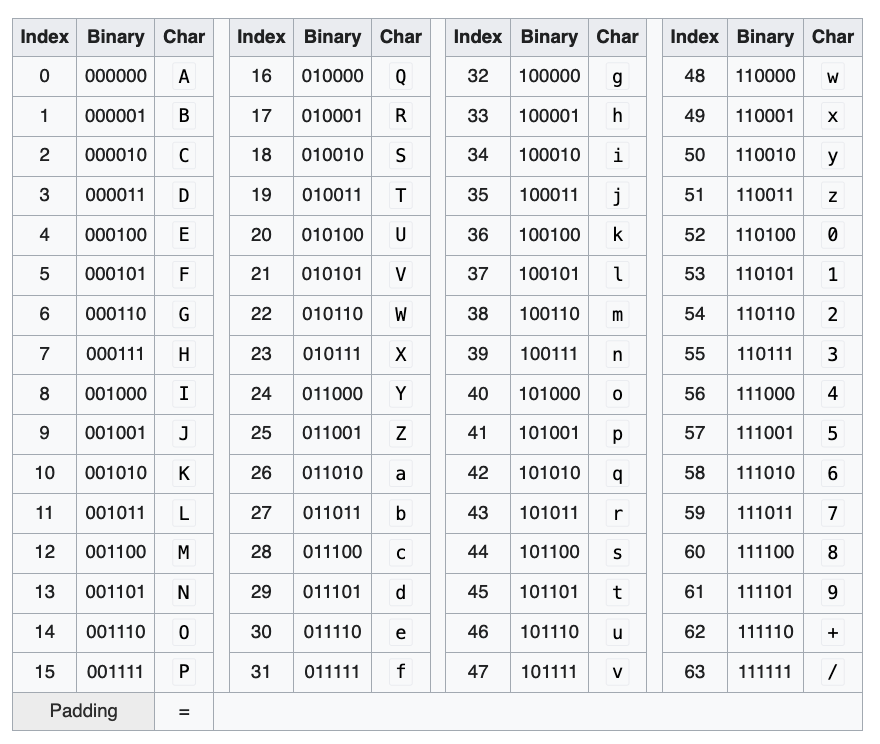 Index Binary Char Index Binary Char Index Binary Char Index Binary Char
0 000000 A 16 010000 Q 32 100000 g 48 110000 w
1 000001 B 17 010001 R 33 100001 h 49 110001 x
2 000010 C 18 010010 S 34 100010 i 50 110010 y
3 000011 D 19 010011 T 35 100011 j 51 110011 z
4 000100 E 20 010100 U 36 100100 k 52 110100 0
5 000101 F 21 010101 V 37 100101 l 53 110101 1
6 000110 G 22 010110 W 38 100110 m 54 110110 2
7 000111 H 23 010111 X 39 100111 n 55 110111 3
8 001000 I 24 011000 Y 40 101000 o 56 111000 4
9 001001 J 25 011001 Z 41 101001 p 57 111001 5
10 001010 K 26 011010 a 42 101010 q 58 111010 6
11 001011 L 27 011011 b 43 101011 r 59 111011 7
12 001100 M 28 011100 c 44 101100 s 60 111100 8
13 001101 N 29 011101 d 45 101101 t 61 111101 9
14 001110 O 30 011110 e 46 101110 u 62 111110 +
15 001111 P 31 011111 f 47 101111 v 63 111111 /
Padding =